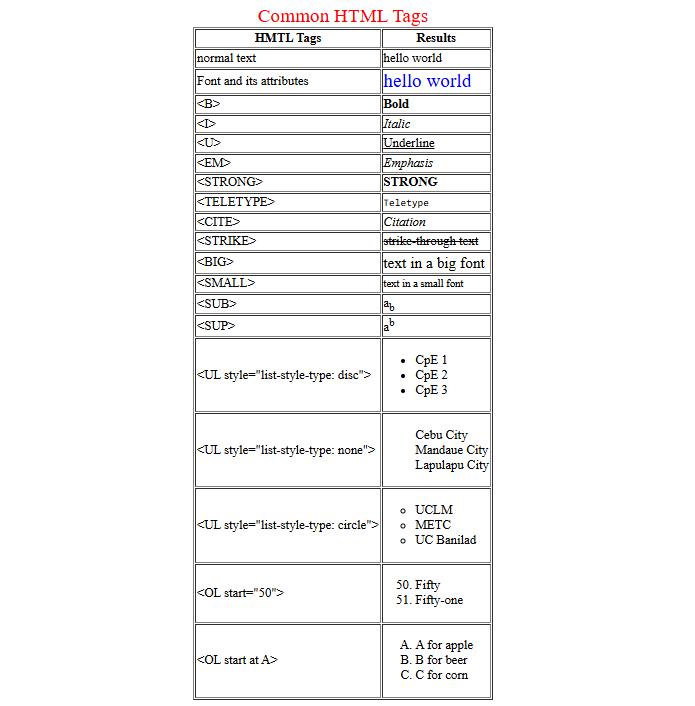 Common HTML Tags
HMTL Tags Results
normal text hello world
Font and its attributes hello world
<B> Bold
<I> Italic
<U> Underline
<EM> Emphasis
<STRONG> STRONG
<TELETYPE> Teletype
<CITE> Citation
<STRIKE> strike-through text
<BIG> text in a big font
<SMALL> text in a small font
<SUB> ab
<SUP> ab
<UL style="list-style-type: disc">
• CpE 1
• CpE 2
• CpE 3
<UL style="list-style-type: none">
Cebu City
Mandaue City
Lapulapu City
<UL style="list-style-type: circle">
◦ UCLM
◦ METC
◦ UC Banilad
<OL start="50">
50. Fifty
51. Fifty-one
<OL start at A>
A. A for apple
B. B for beer
C. C for corn